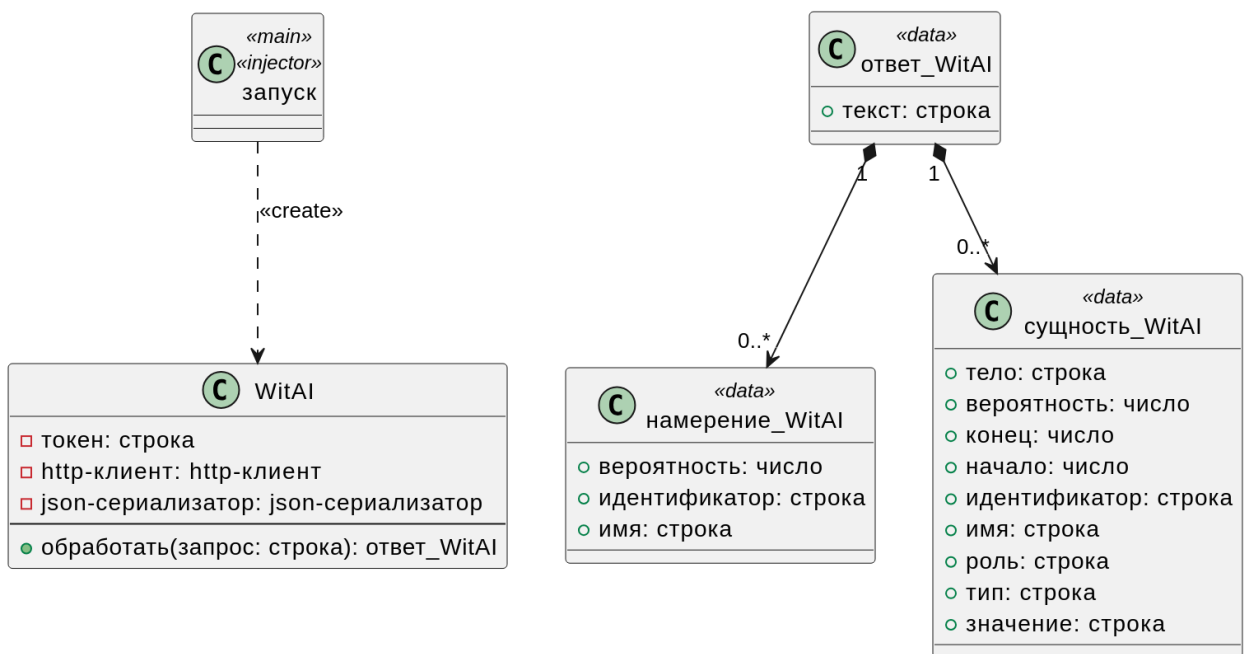 «main»
«injector»
C
запуск
«create»
C WitAI
токен: строка
http-клиент: http-клиент
json-сериализатор: json-сериализатор
обработать(запрос: строка): ответ_WitAI
«data»
C
ответ_WitAI
текст: строка
1
1
0..*
0..*
«data»
C
намерение_WitAI
вероятность: число
идентификатор: строка
имя: строка
«data»
C
сущность_WitAI
тело: строка
вероятность: число
конец: число
начало: число
идентификатор: строка
имя: строка
роль: строка
тип: строка
значение: строка